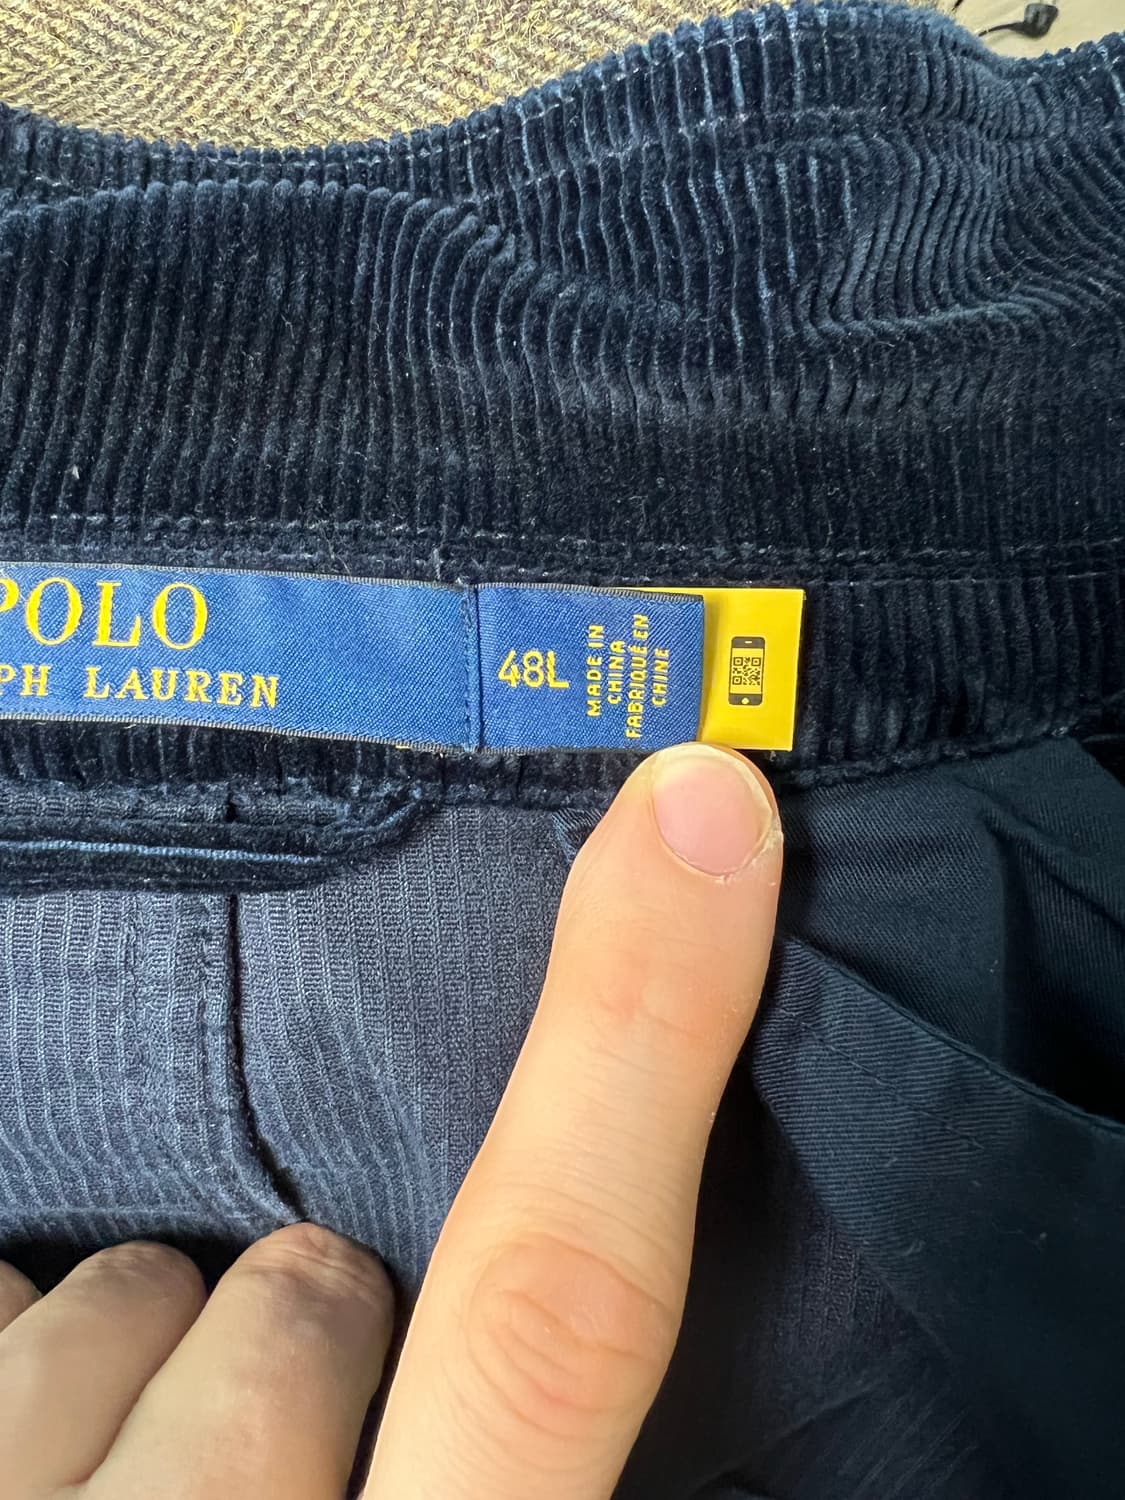 POLO
PH LAUREN
48L
MADE IN
CHINA
FABRIQUÉ EN
CHINE